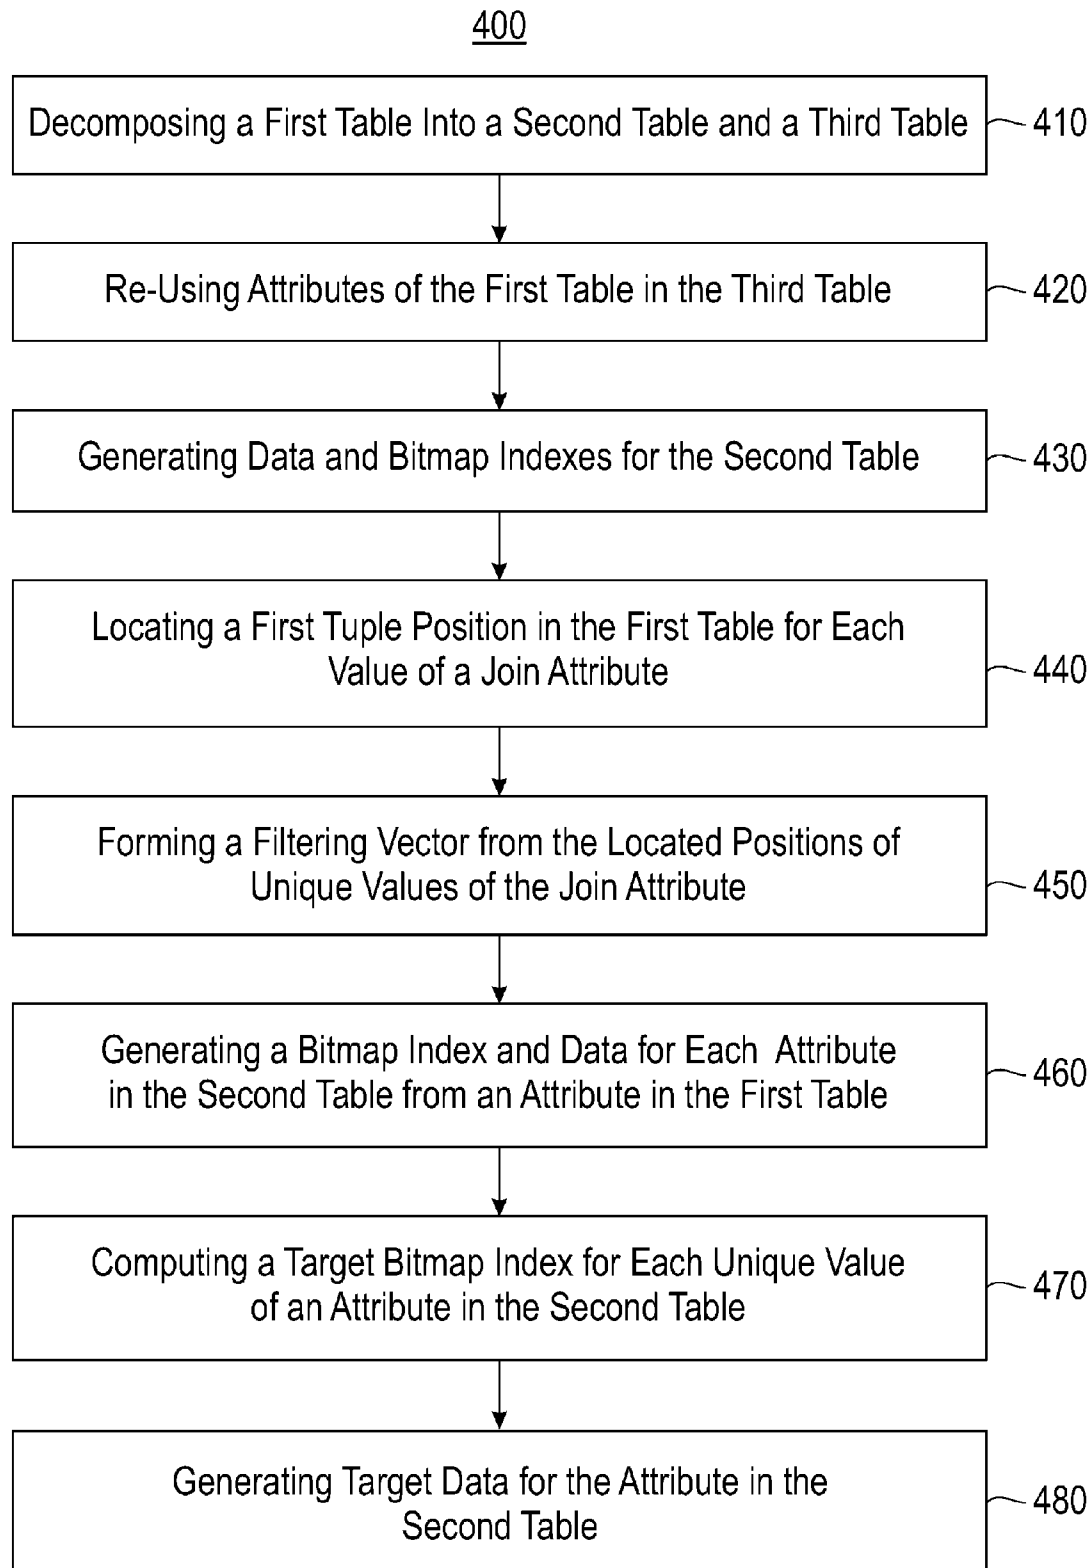 400
Decomposing a First Table Into a Second Table and a Third Table
410
Re-Using Attributes of the First Table in the Third Table
420
Generating Data and Bitmap Indexes for the Second Table
430
Locating a First Tuple Position in the First Table for Each
Value of a Join Attribute
440
Forming a Filtering Vector from the Located Positions of
Unique Values of the Join Attribute
450
Generating a Bitmap Index and Data for Each Attribute
in the Second Table from an Attribute in the First Table
460
Computing a Target Bitmap Index for Each Unique Value
of an Attribute in the Second Table
470
Generating Target Data for the Attribute in the
Second Table
480